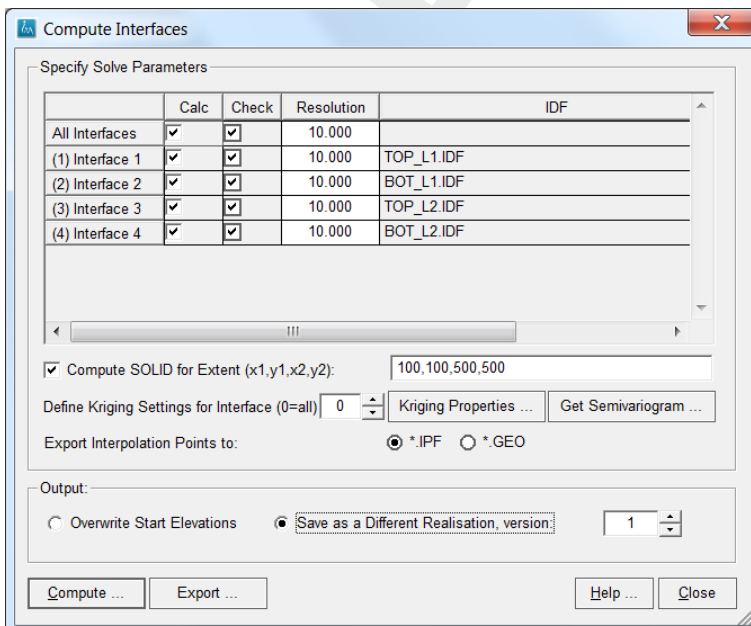 Compute Interfaces
Specify Solve Parameters
Calc Check Resolution IDF
All Interfaces 10.000
(1) Interface 1 10.000 TOP_L1.IDF
(2) Interface 2 10.000 BOT_L1.IDF
(3) Interface 3 10.000 TOP_L2.IDF
(4) Interface 4 10.000 BOT_L2.IDF
Compute SOLID for Extent (x1,y1,x2,y2): 100,100,500,500
Define Kriging Settings for Interface (0=all) 0 Kriging Properties ... Get Semivariogram ...
Export Interpolation Points to: *.IPF *.GEO
Output:
Overwrite Start Elevations Save as a Different Realisation, version: 1
Compute ... Export ... Help ... Close